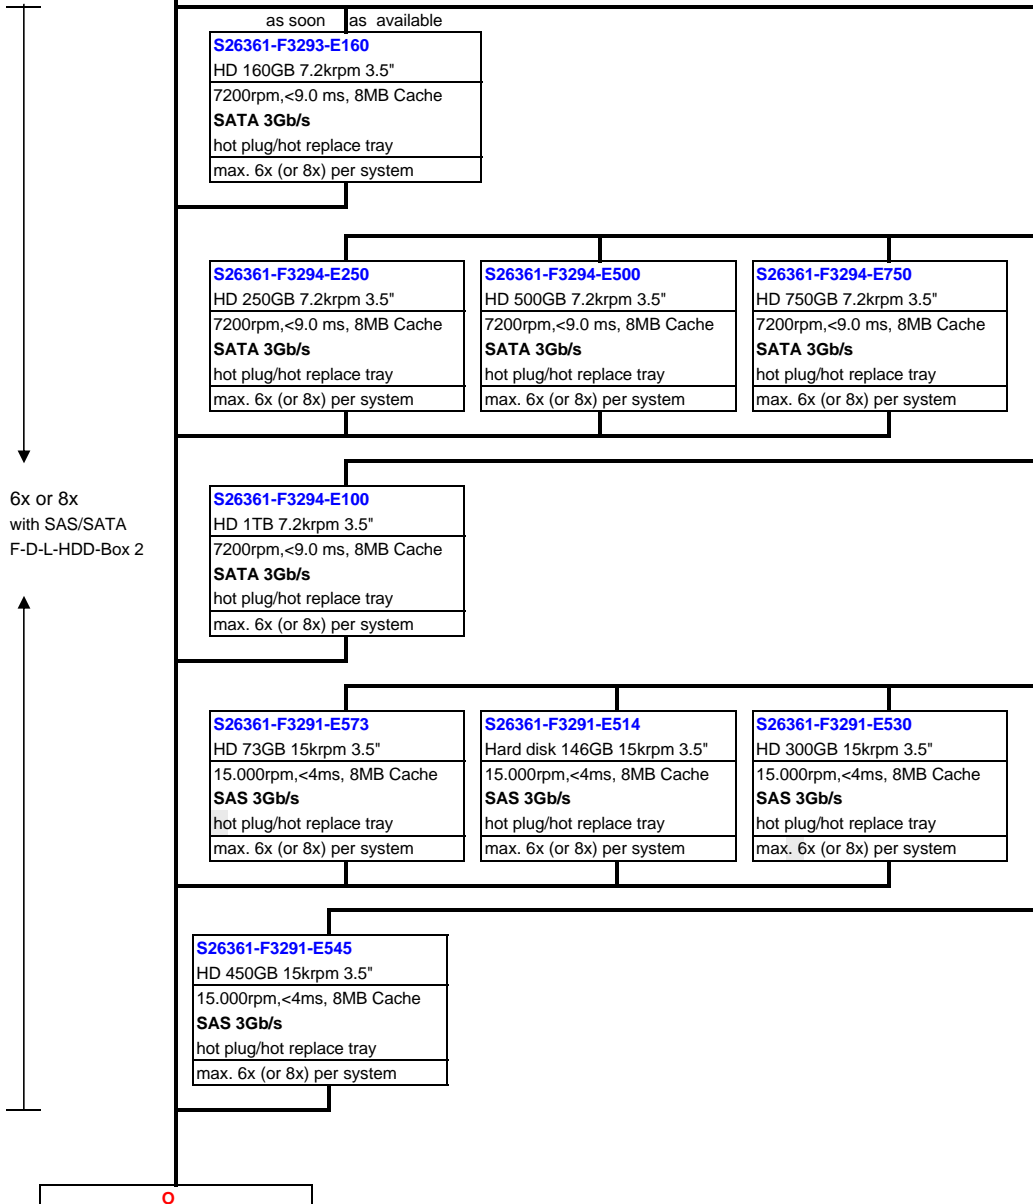 as soon as available
S26361-F3293-E160
HD 160GB 7.2krpm 3.5"
7200rpm,<9.0 ms, 8MB Cache
SATA 3Gb/s
hot plug/hot replace tray
max. 6x (or 8x) per system
S26361-F3294-E250
HD 250GB 7.2krpm 3.5"
7200rpm,<9.0 ms, 8MB Cache
SATA 3Gb/s
hot plug/hot replace tray
max. 6x (or 8x) per system
S26361-F3294-E500
HD 500GB 7.2krpm 3.5"
7200rpm,<9.0 ms, 8MB Cache
SATA 3Gb/s
hot plug/hot replace tray
max. 6x (or 8x) per system
S26361-F3294-E750
HD 750GB 7.2krpm 3.5"
7200rpm,<9.0 ms, 8MB Cache
SATA 3Gb/s
hot plug/hot replace tray
max. 6x (or 8x) per system
6x or 8x
with SAS/SATA
F-D-L-HDD-Box 2
S26361-F3294-E100
HD 1TB 7.2krpm 3.5"
7200rpm,<9.0 ms, 8MB Cache
SATA 3Gb/s
hot plug/hot replace tray
max. 6x (or 8x) per system
S26361-F3291-E573
HD 73GB 15krpm 3.5"
15.000rpm,<4ms, 8MB Cache
SAS 3Gb/s
hot plug/hot replace tray
max. 6x (or 8x) per system
S26361-F3291-E514
Hard disk 146GB 15krpm 3.5"
15.000rpm,<4ms, 8MB Cache
SAS 3Gb/s
hot plug/hot replace tray
max. 6x (or 8x) per system
S26361-F3291-E530
HD 300GB 15krpm 3.5"
15.000rpm,<4ms, 8MB Cache
SAS 3Gb/s
hot plug/hot replace tray
max. 6x (or 8x) per system
S26361-F3291-E545
HD 450GB 15krpm 3.5"
15.000rpm,<4ms, 8MB Cache
SAS 3Gb/s
hot plug/hot replace tray
max. 6x (or 8x) per system
O